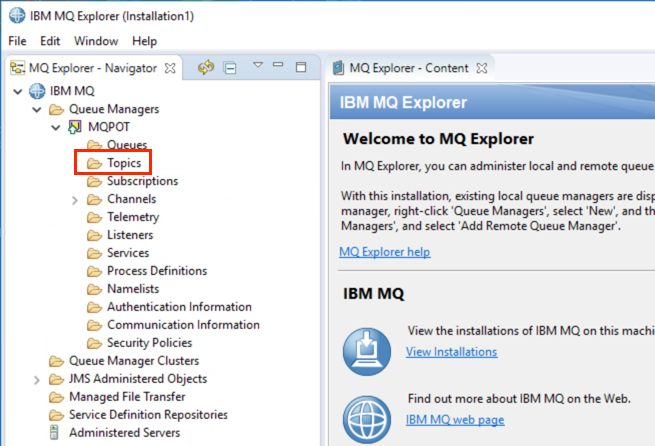 IBM MQ Explorer (Installation1)
File Edit Window Help
MQ Explorer - Navigator
IBM MQ
Queue Managers
MQPOT
Queues
Topics
Subscriptions
Channels
Telemetry
Listeners
Services
Process Definitions
Namelists
Authentication Information
Communication Information
Security Policies
Queue Manager Clusters
JMS Administered Objects
Managed File Transfer
Service Definition Repositories
Administered Servers
MQ Explorer - Content
IBM MQ Explorer
Welcome to MQ Explorer
In MQ Explorer, you can administer local and remote queue
With this installation, existing local queue managers are disp
manager, right-click 'Queue Managers', select 'New', and th
Managers', and select 'Add Remote Queue Manager'.
MQ Explorer help
IBM MQ
View the installations of IBM MQ on this machi
View Installations
Find out more about IBM MQ on the Web.
IBM MQ web page